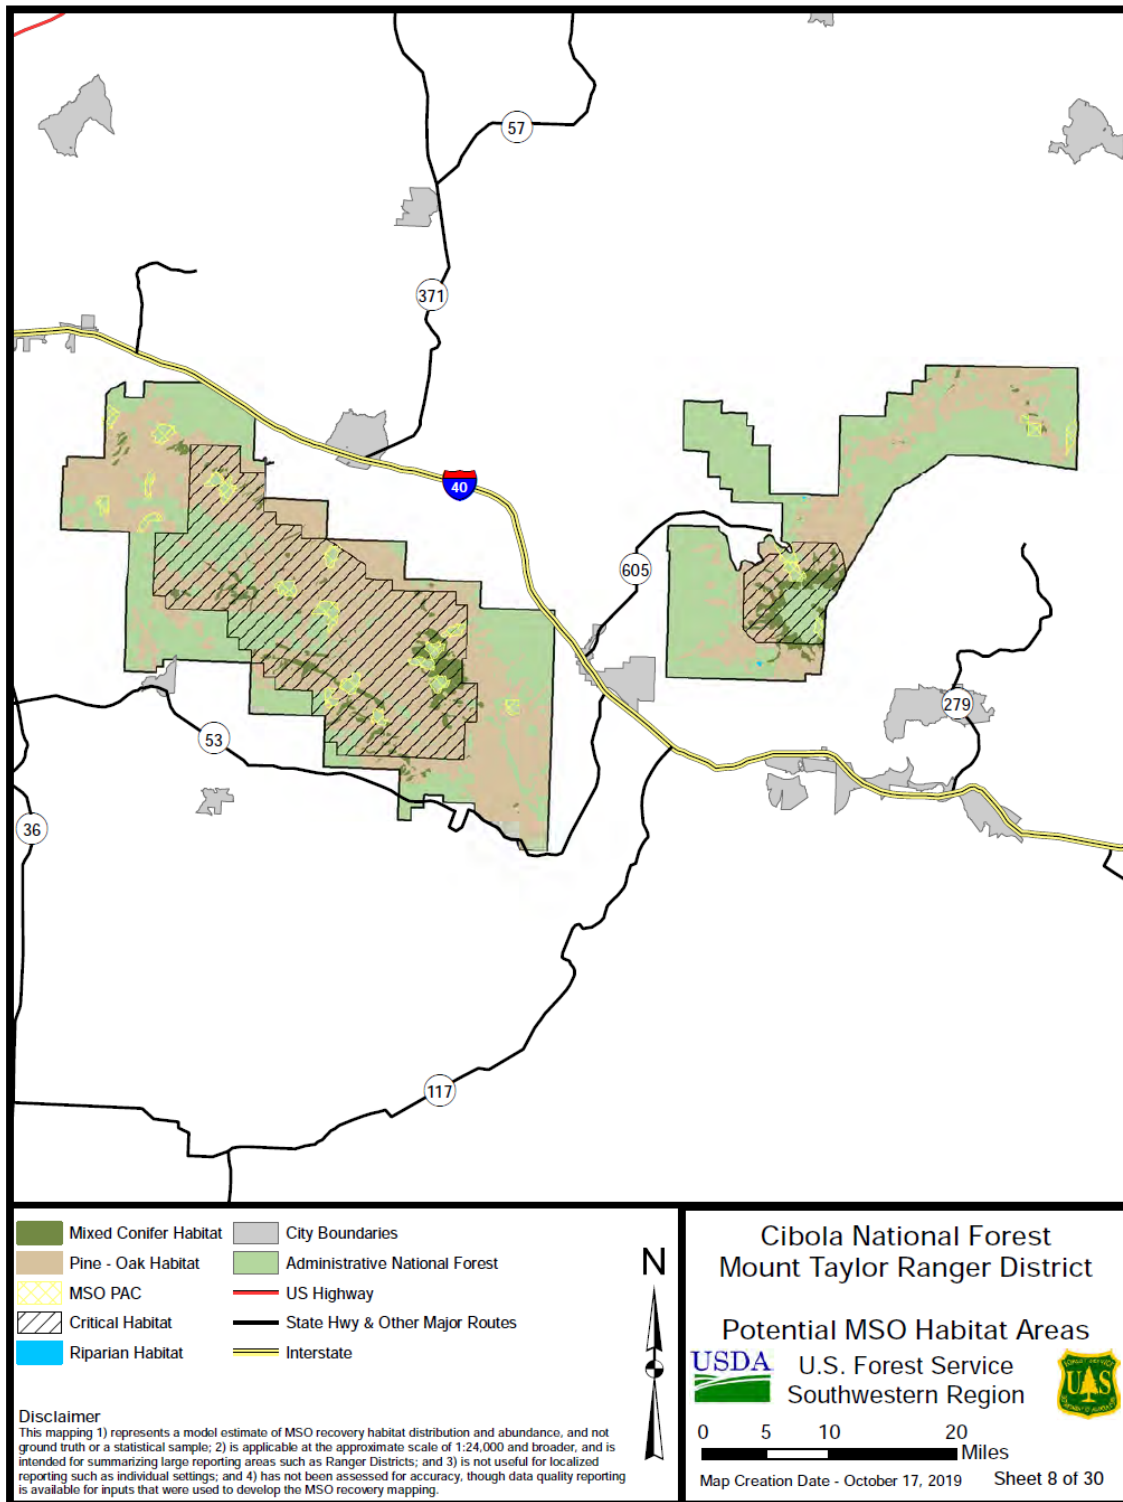 57
371
40
605
279
53
36
117
Mixed Conifer Habitat
Pine - Oak Habitat
MSO PAC
Critical Habitat
Riparian Habitat
City Boundaries
Administrative National Forest
US Highway
State Hwy & Other Major Routes
Interstate
N
Disclaimer
This mapping 1) represents a model estimate of MSO recovery habitat distribution and abundance, and not
ground truth or a statistical sample; 2) is applicable at the approximate scale of 1:24,000 and broader, and is
intended for summarizing large reporting areas such as Ranger Districts; and 3) is not useful for localized
reporting such as individual settings; and 4) has not been assessed for accuracy, though data quality reporting
is available for inputs that were used to develop the MSO recovery mapping.
Cibola National Forest
Mount Taylor Ranger District
Potential MSO Habitat Areas
USDA
U.S. Forest Service
Southwestern Region
UAS
0 5 10 20
Miles
Map Creation Date - October 17, 2019
Sheet 8 of 30